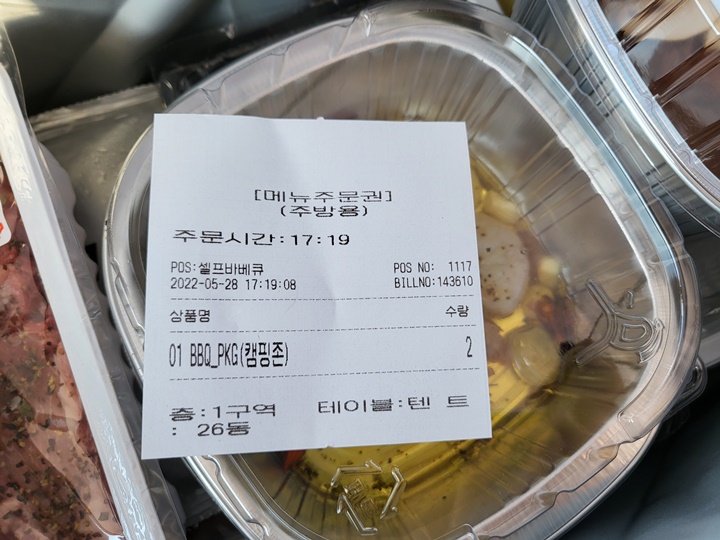 [메뉴주문권]
(주방용)
주문시간:17:19
POS:셀프바베큐 POS NO: 1117
2022-05-28 17:19:08 BILLNO:143610
상품명 수량
01 BBQ_PKG(캠핑존) 2
층:1구역 테이블:텐 트
: 26동